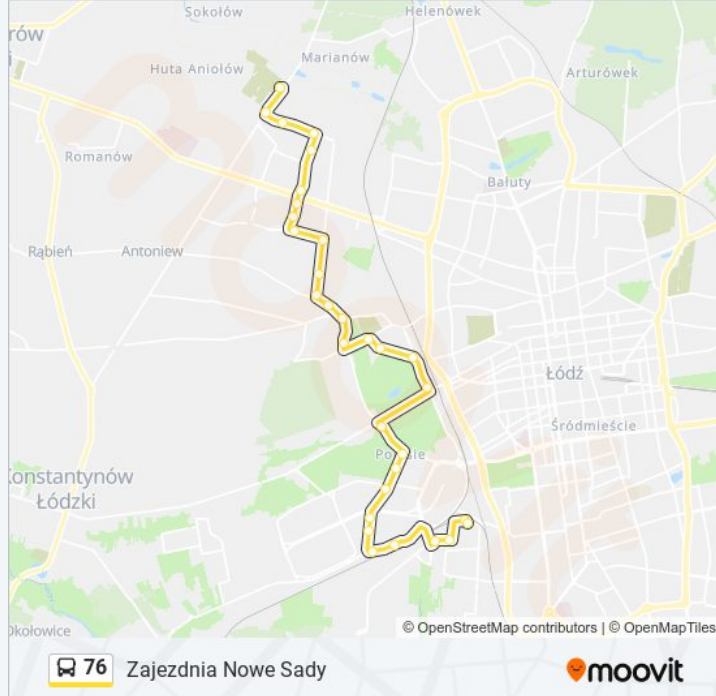 Sokołów
Helenówek
rów
i
Marianów
Huta Aniołów
Arturówek
Romanów
Bałuty
Rąbień
Antoniew
Łódź
Śródmieście
Konstantynów
Łódzki
Okołowice
© OpenStreetMap contributors | © OpenMapTiles
76 Zajezdnia Nowe Sady
moovit